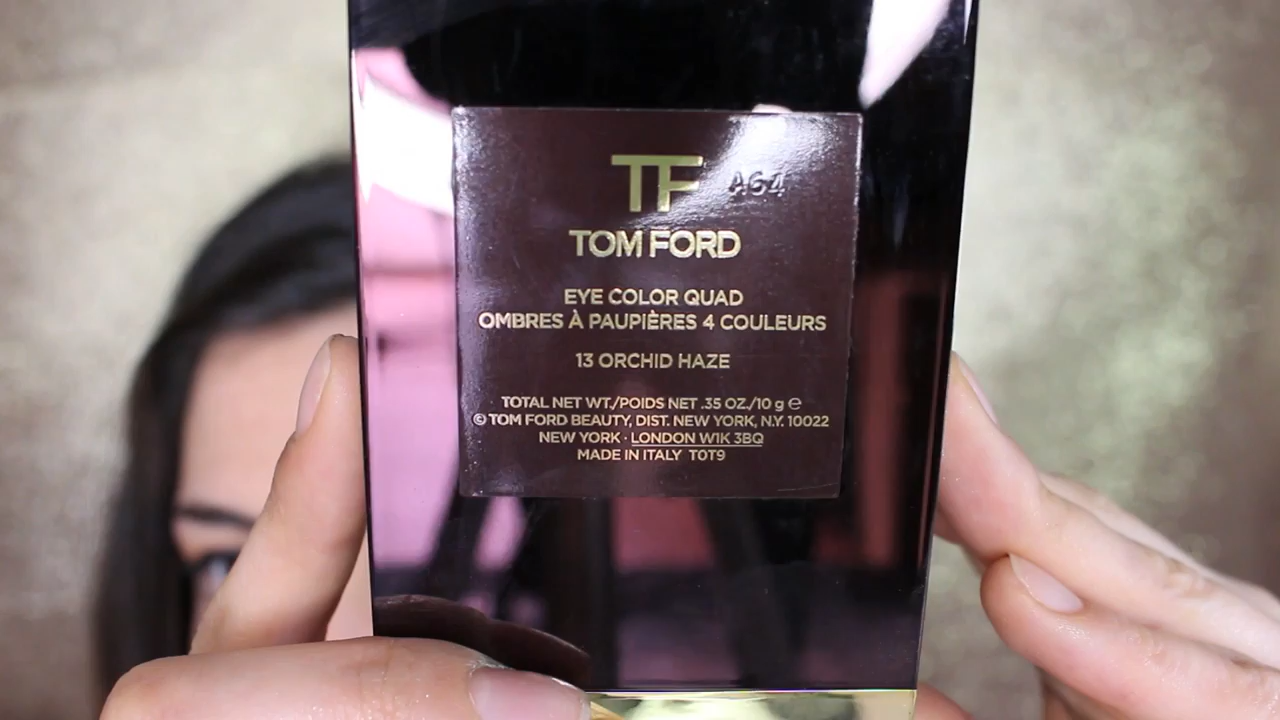 TF A64
TOM FORD
EYE COLOR QUAD
OMBRES À PAUPIÈRES 4 COULEURS
13 ORCHID HAZE
TOTAL NET WT./POIDS NET .35 OZ./10 g ℮
© TOM FORD BEAUTY, DIST. NEW YORK, N.Y. 10022
NEW YORK · LONDON W1K 3BQ
MADE IN ITALY T0T9